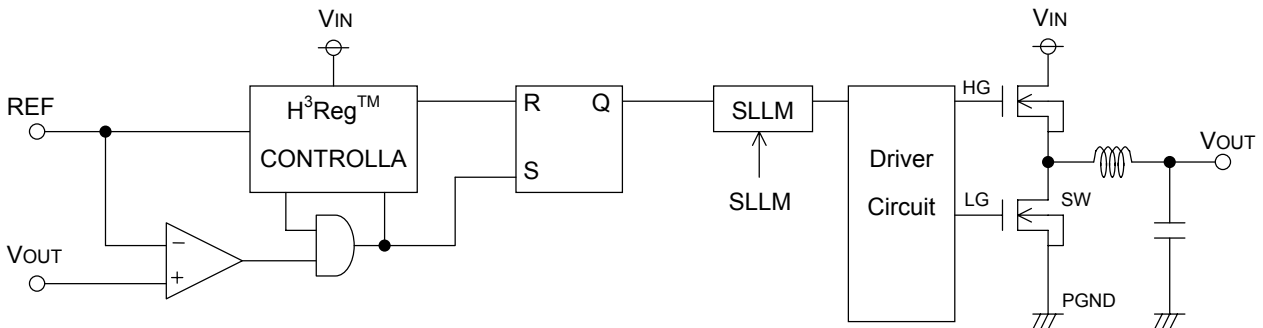 VIN
VIN
REF
H³Reg™
CONTROLLA
R
Q
S
SLLM
SLLM
Driver
Circuit
HG
LG
SW
VOUT
VOUT
−
+
PGND